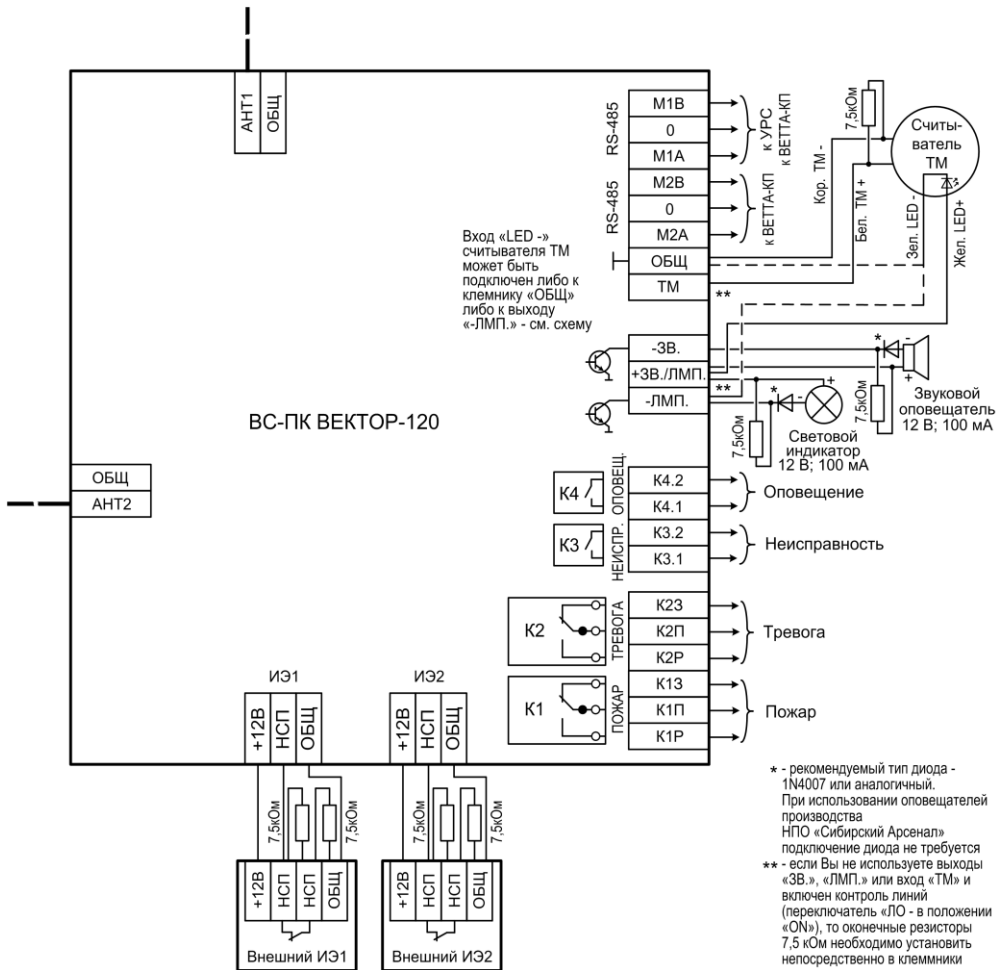 АНТ1
ОБЩ
RS-485
М1В
0
М1А
к УРС
к ВЕТТА-КП
RS-485
М2В
0
М2А
к ВЕТТА-КП
ОБЩ
ТМ
**
7,5кОм
Считы-
ватель
ТМ
Кор. ТМ -
Бел. ТМ +
Зел. LED -
Жел. LED+
Вход «LED -»
считывателя ТМ
может быть
подключен либо к
клемнику «ОБЩ»
либо к выходу
«-ЛМП.» - см. схему
-ЗВ.
+ЗВ./ЛМП.
-ЛМП.
**
* -
+
7,5кОм
Звуковой
оповещатель
12 В; 100 мА
* -
+
7,5кОм
Световой
индикатор
12 В; 100 мА
ВС-ПК ВЕКТОР-120
ОБЩ
АНТ2
К4
ОПОВЕЩ.
К4.2
К4.1
Оповещение
К3
НЕИСПР.
К3.2
К3.1
Неисправность
К2
ТРЕВОГА
К2З
К2П
К2Р
Тревога
К1
ПОЖАР
К1З
К1П
К1Р
Пожар
ИЭ1
+12В
НСП
ОБЩ
7,5кОм
7,5кОм
+12В
НСП
НСП
ОБЩ
Внешний ИЭ1
ИЭ2
+12В
НСП
ОБЩ
7,5кОм
7,5кОм
+12В
НСП
НСП
ОБЩ
Внешний ИЭ2
* - рекомендуемый тип диода -
1N4007 или аналогичный.
При использовании оповещателей
производства
НПО «Сибирский Арсенал»
подключение диода не требуется
** - если Вы не используете выходы
«ЗВ.», «ЛМП.» или вход «ТМ» и
включен контроль линий
(переключатель «ЛО - в положении
«ON»), то оконечные резисторы
7,5 кОм необходимо установить
непосредственно в клеммники